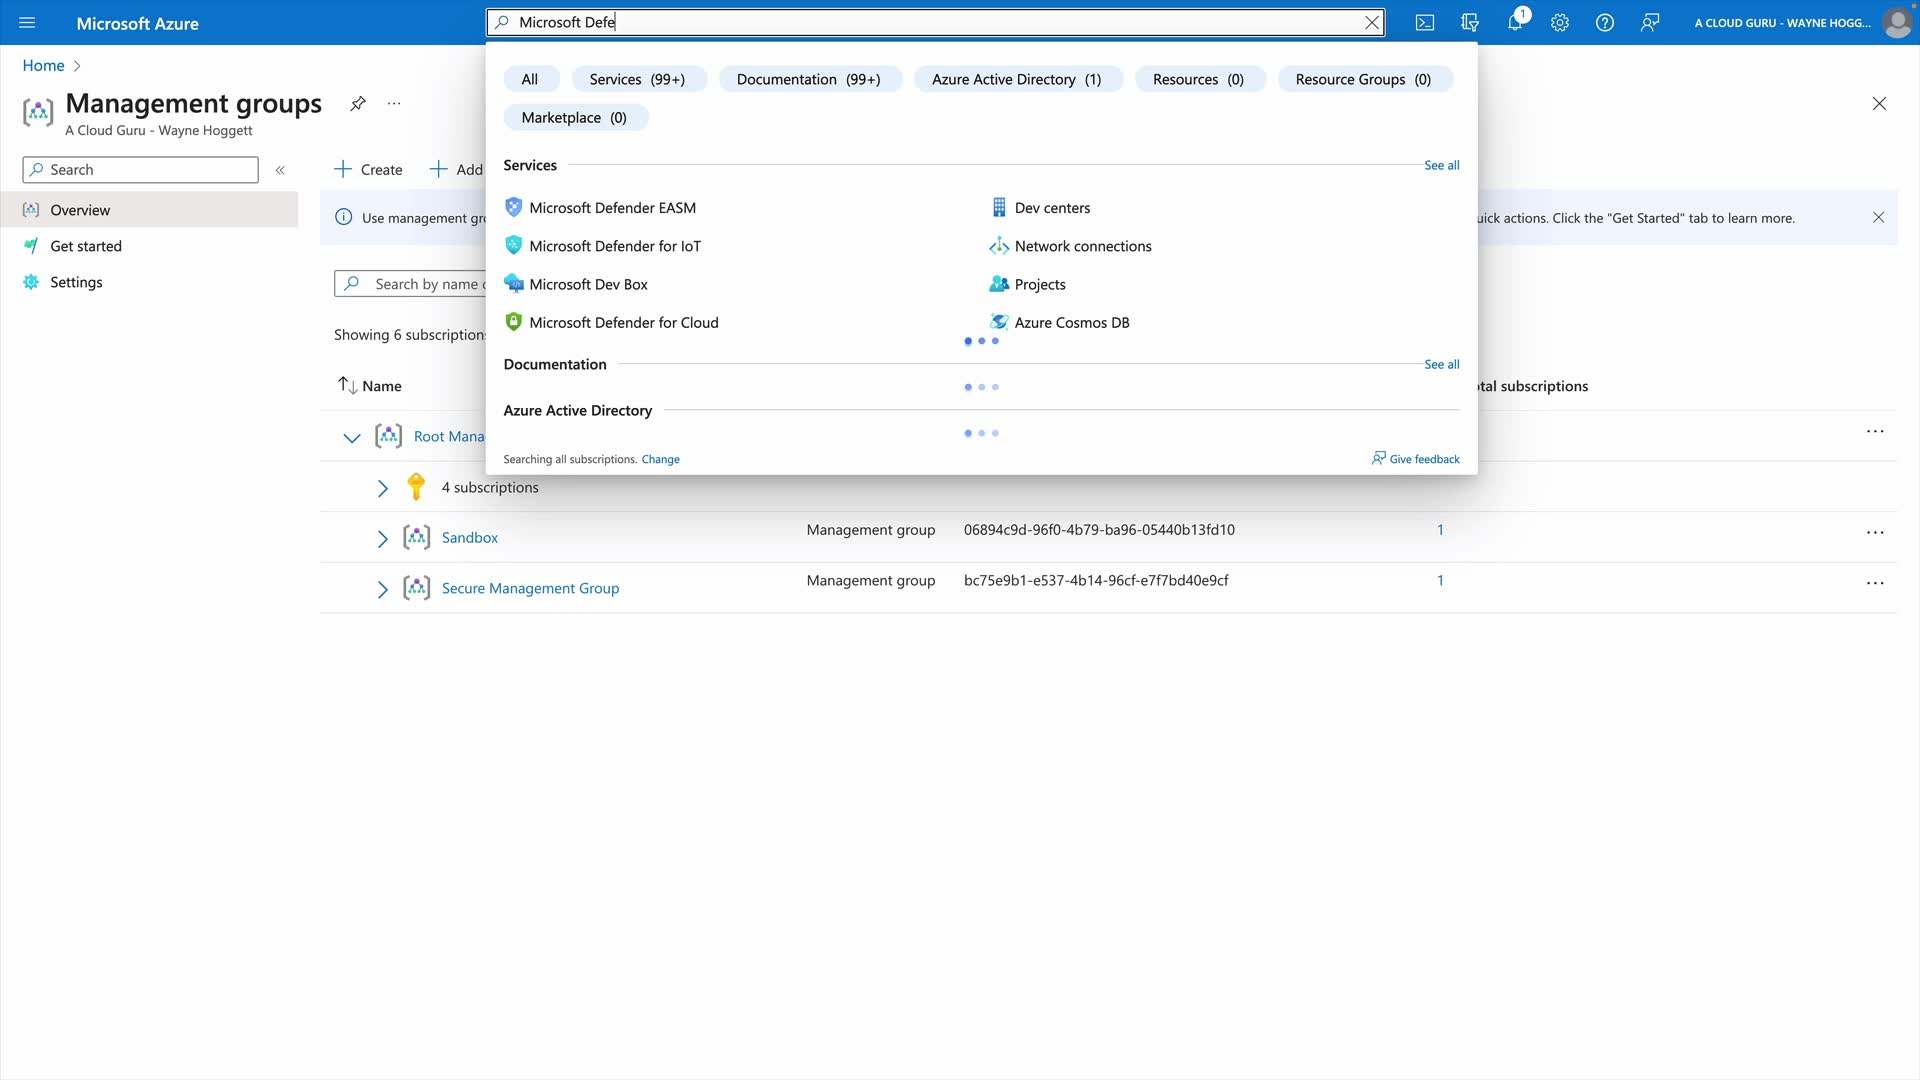 Microsoft Azure
Microsoft Defe
1
A CLOUD GURU - WAYNE HOGG...
Home
Management groups
A Cloud Guru - Wayne Hoggett
Search
Overview
Get started
Settings
Create
Add
Use management gr
uick actions. Click the "Get Started" tab to learn more.
Search by name
Showing 6 subscription
Name
tal subscriptions
All
Services (99+)
Documentation (99+)
Azure Active Directory (1)
Resources (0)
Resource Groups (0)
Marketplace (0)
Services
See all
Microsoft Defender EASM
Microsoft Defender for IoT
Microsoft Dev Box
Microsoft Defender for Cloud
Dev centers
Network connections
Projects
Azure Cosmos DB
Documentation
See all
Azure Active Directory
Searching all subscriptions. Change
Give feedback
Root Mana
4 subscriptions
Sandbox Management group 06894c9d-96f0-4b79-ba96-05440b13fd10 1
Secure Management Group Management group bc75e9b1-e537-4b14-96cf-e7f7bd40e9cf 1